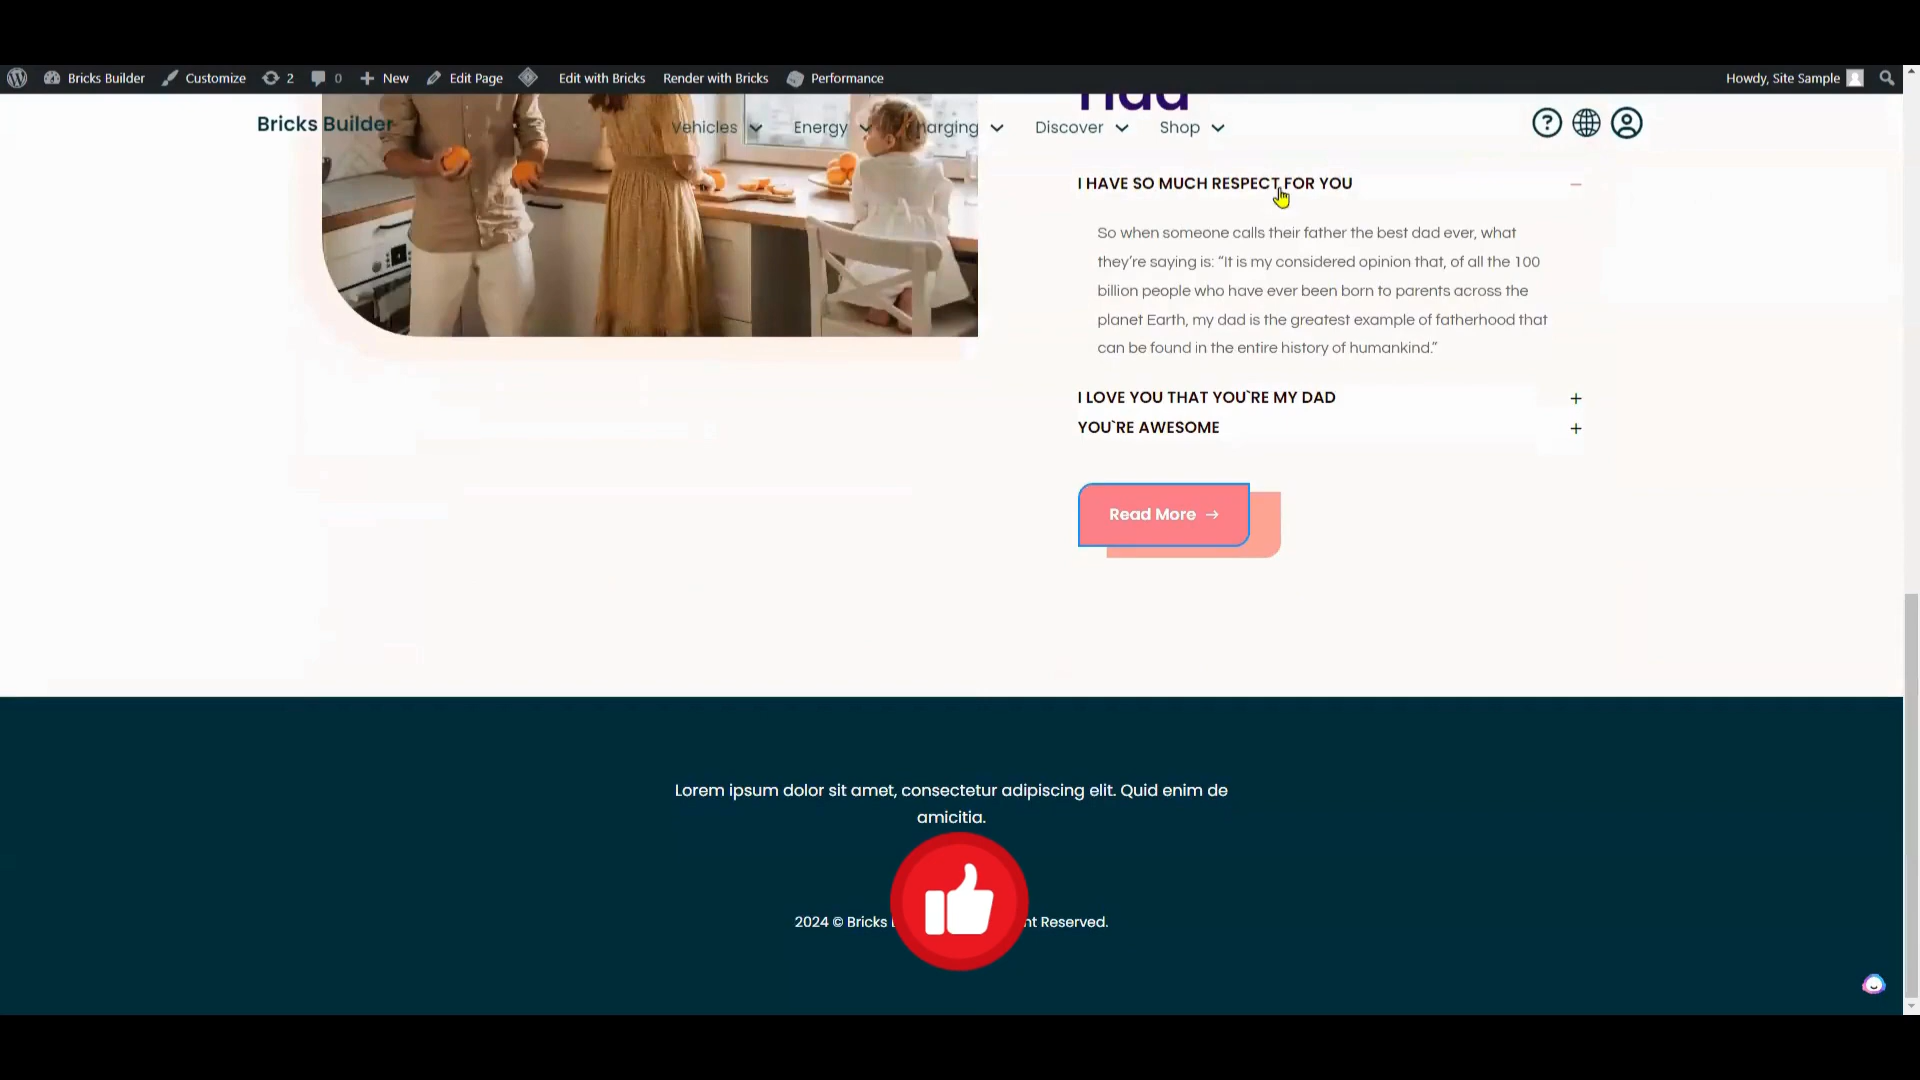 Bricks Builder Customize 2 0 New Edit Page Edit with Bricks Render with Bricks Performance Howdy, Site Sample
Bricks Builder Vehicles Energy Discover Shop
I HAVE SO MUCH RESPECT FOR YOU
So when someone calls their father the best dad ever, what
they're saying is: “It is my considered opinion that, of all the 100
billion people who have ever been born to parents across the
planet Earth, my dad is the greatest example of fatherhood that
can be found in the entire history of humankind.”
I LOVE YOU THAT YOU`RE MY DAD
YOU`RE AWESOME
Read More →
Lorem ipsum dolor sit amet, consectetur adipiscing elit. Quid enim de
amicitia.
2024 © Bricks Reserved.